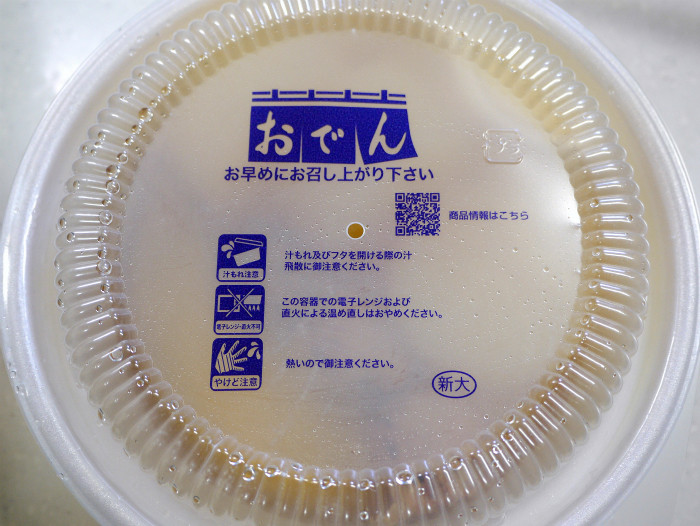 おでん
お早めにお召し上がり下さい
商品情報はこちら
汁もれ注意
汁もれ及びフタを開ける際の汁
飛散に御注意ください。
電子レンジ・直火不可
この容器での電子レンジおよび
直火による温め直しはおやめください。
やけど注意
熱いので御注意ください。
新大